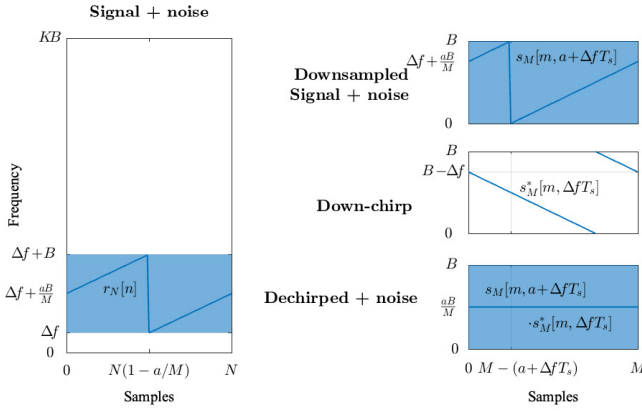 Signal + noise
KB
Frequency
Δf+B
Δf+aB/M
Δf
0
r_N[n]
0 N(1−a/M) N
Samples
Downsampled
Signal + noise
B
Δf+aB/M
0
s_M[m, a+ΔfT_s]
Down-chirp
B
B−Δf
0
s*_M[m, ΔfT_s]
Dechirped + noise
B
aB/M
0
s_M[m, a+ΔfT_s]
·s*_M[m, ΔfT_s]
0 M−(a+ΔfT_s) M
Samples